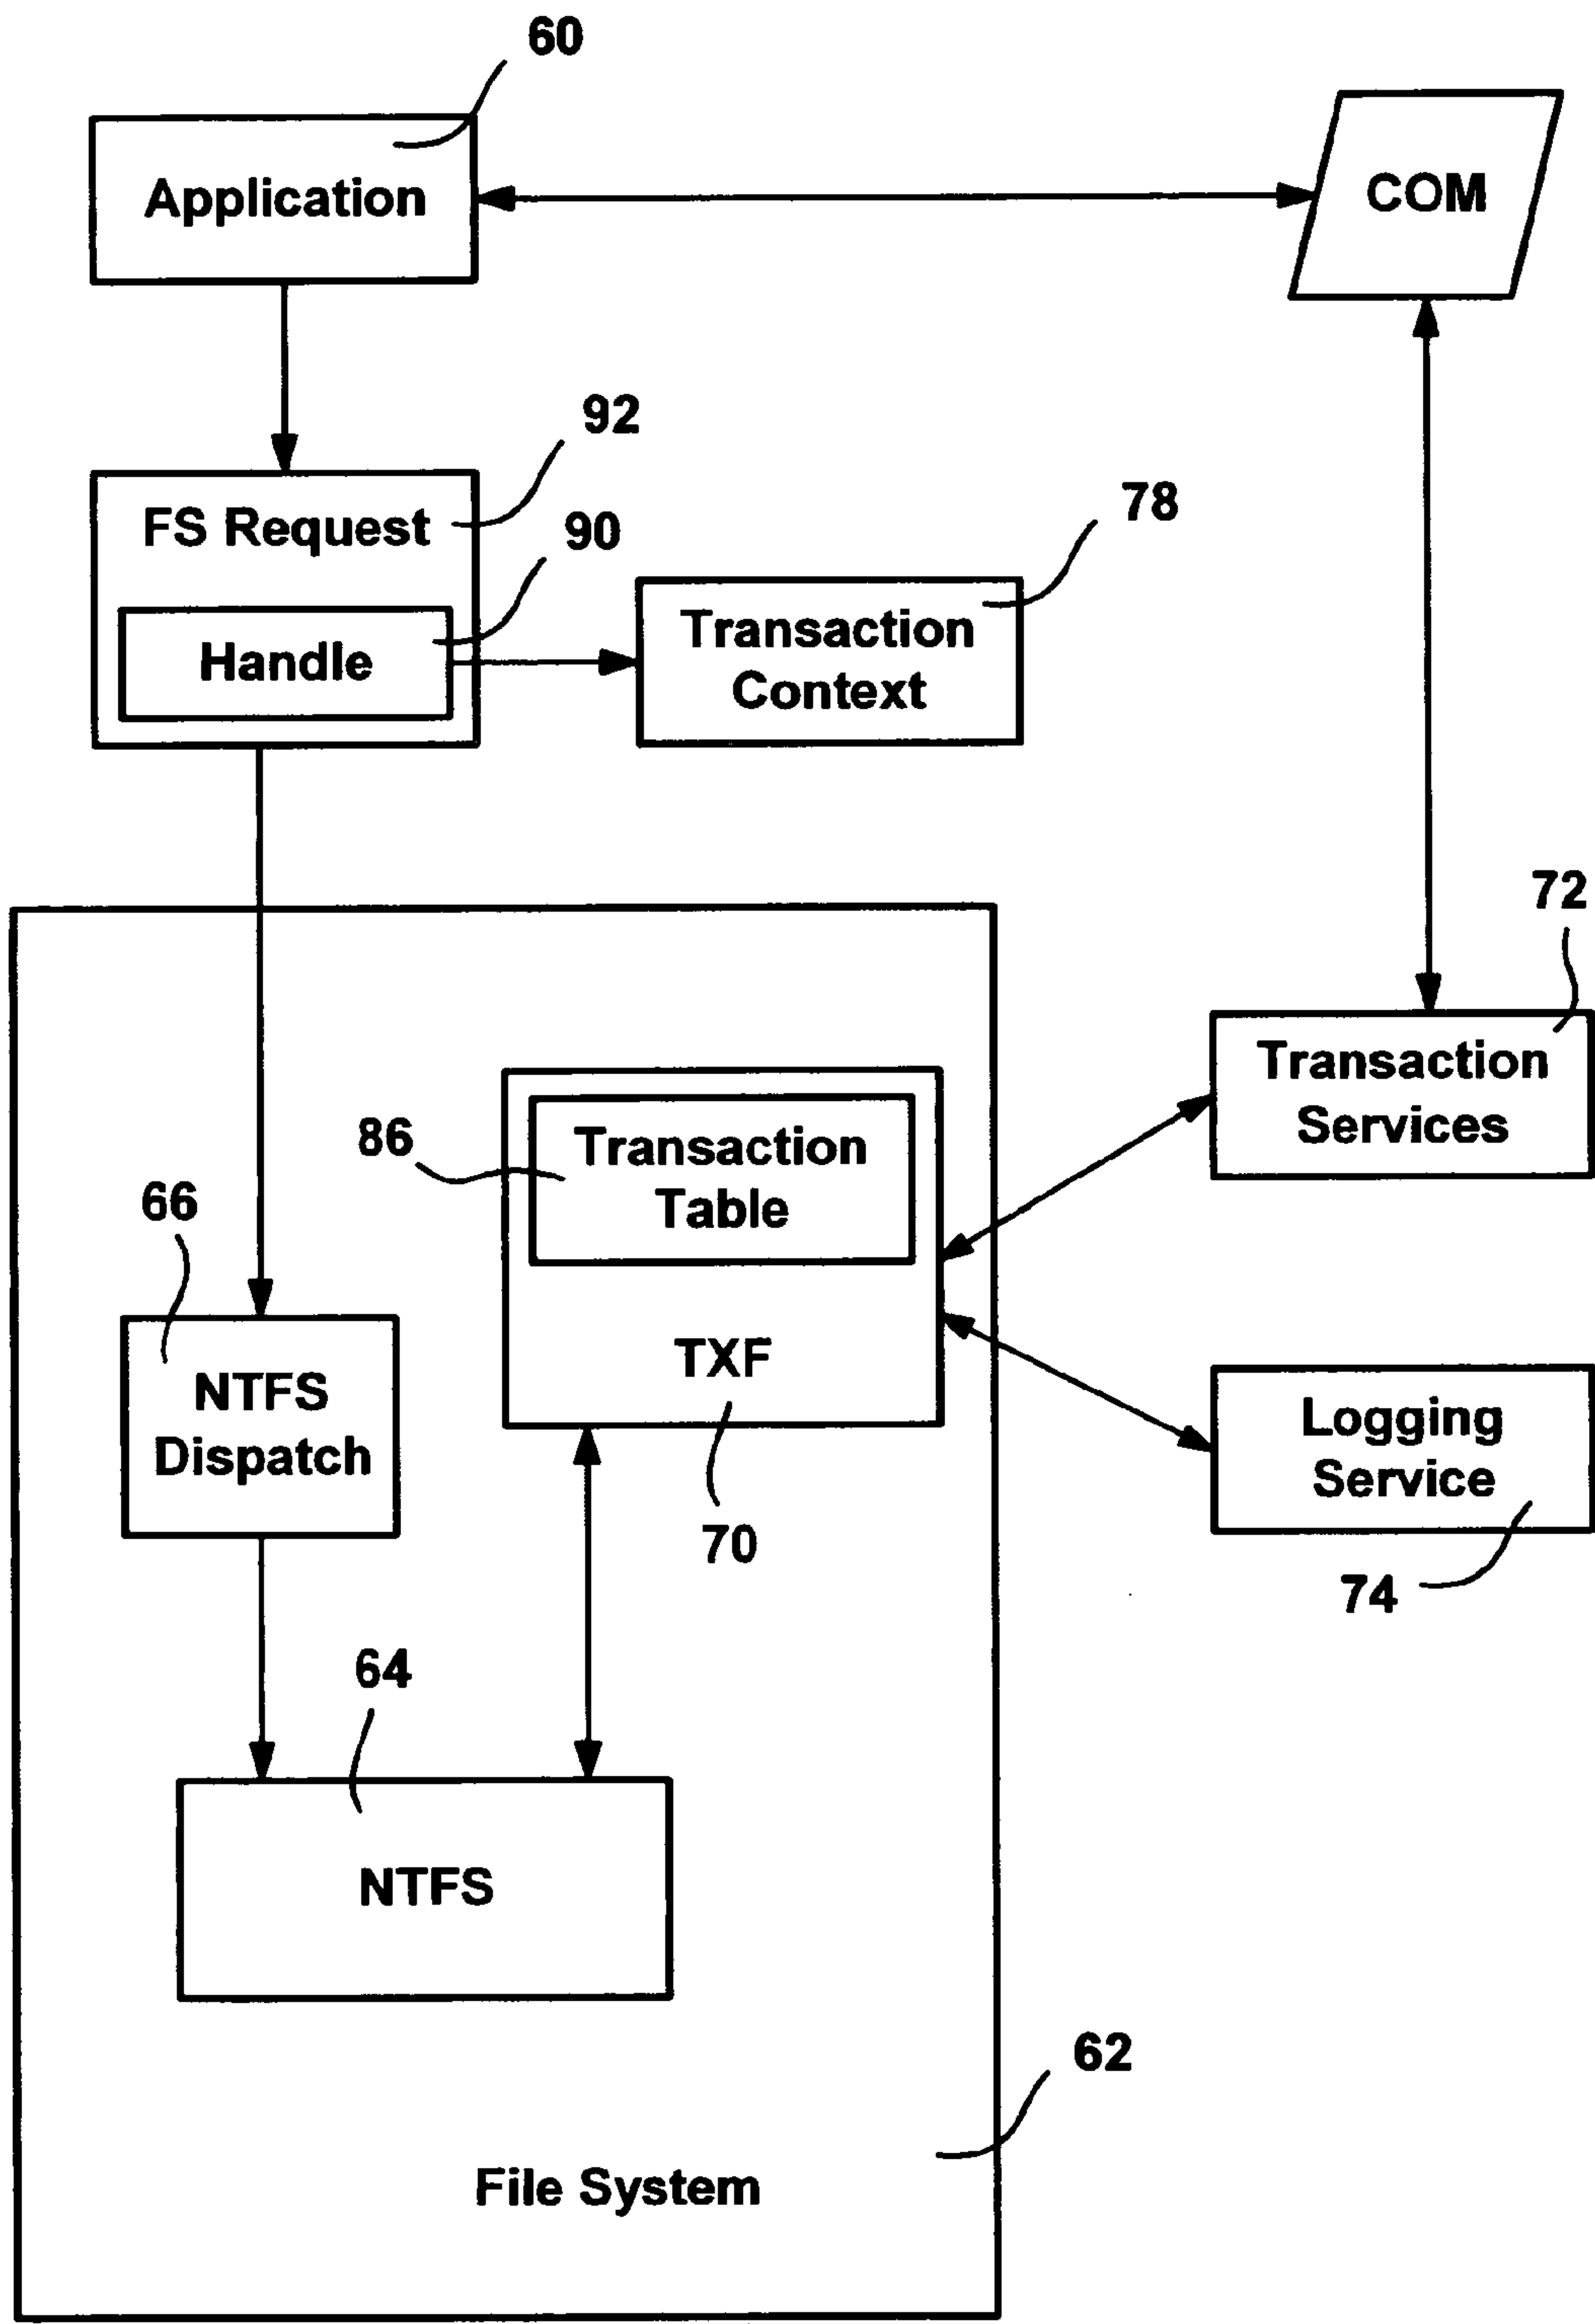 60
Application
COM
92
FS Request
90
Handle
78
Transaction
Context
72
Transaction
Services
86
Transaction
Table
66
TXF
NTFS
Dispatch
70
Logging
Service
74
64
NTFS
62
File System